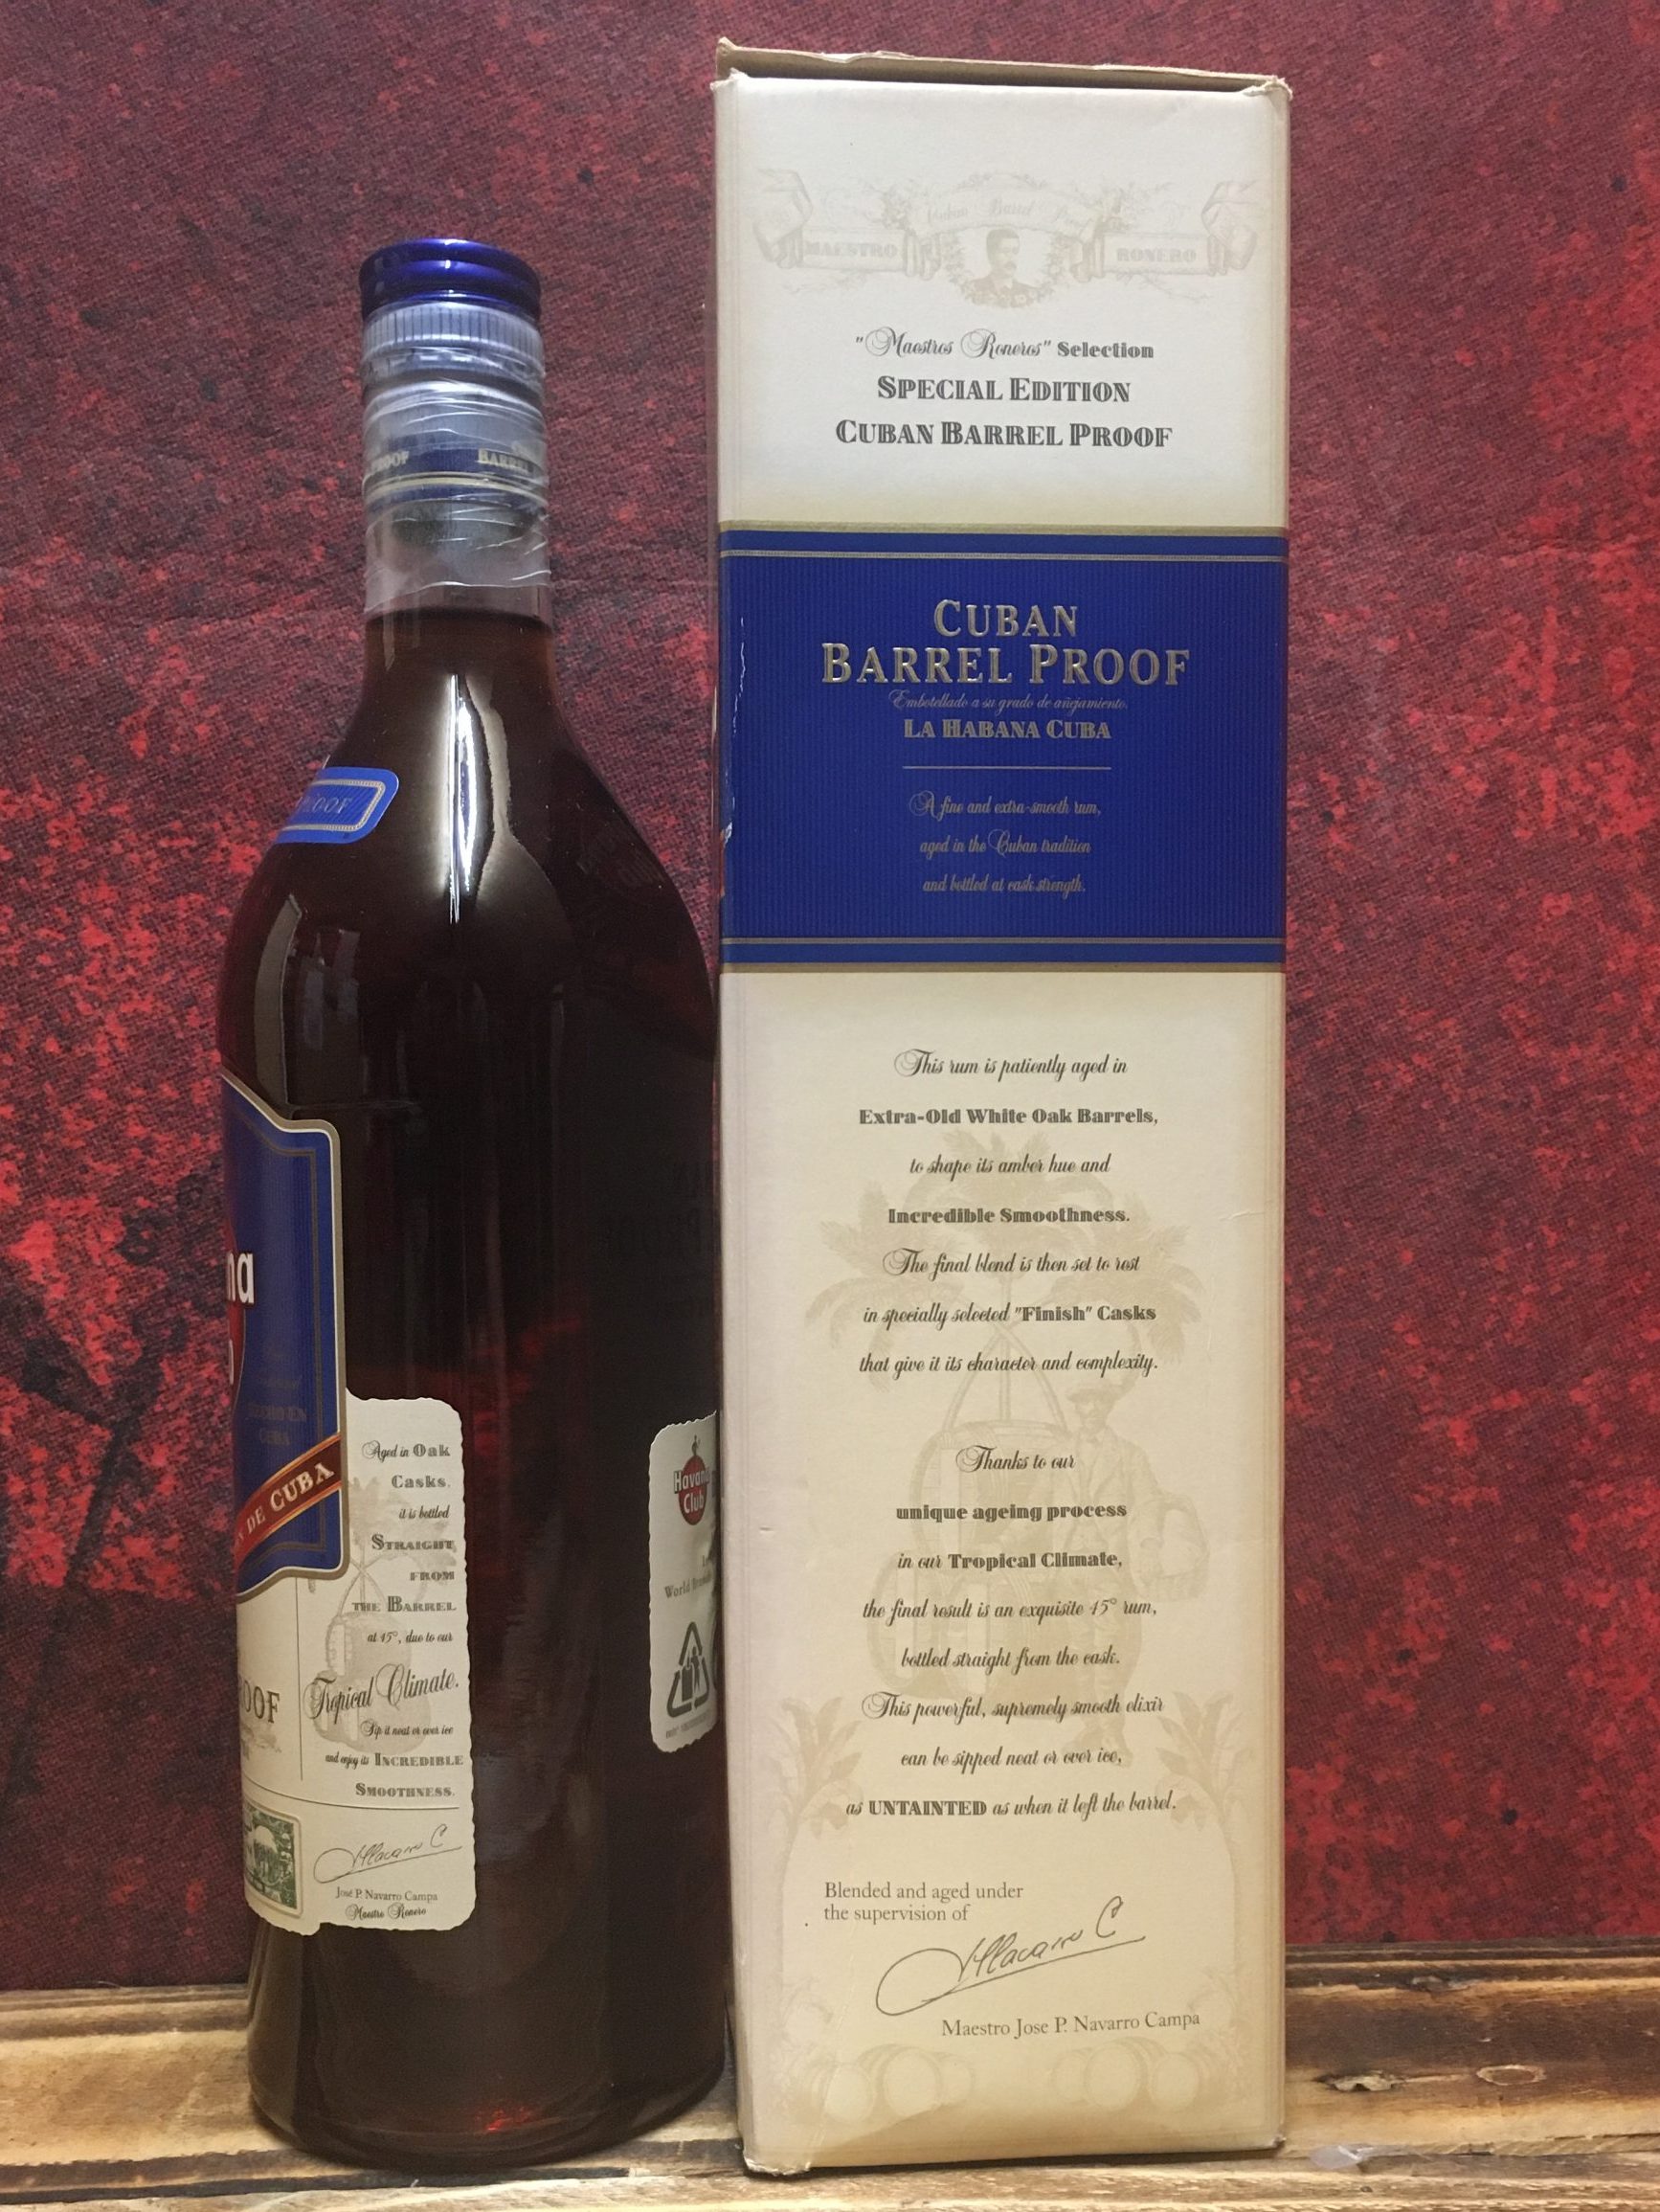 PROOF
BARREL
PROOF
na
HECHO EN
CUBA
DE CUBA
Aged in Oak
Casks,
it is bottled
STRAIGHT
FROM
THE BARREL
at 45°, due to our
Tropical Climate.
Sip it neat or over ice
and enjoy its INCREDIBLE
SMOOTHNESS.
OOF
José P. Navarro Campa
Maestro Ronero
Havana
Club
World
MAESTRO
RONERO
"Maestros Roneros" Selection
SPECIAL EDITION
CUBAN BARREL PROOF
CUBAN
BARREL PROOF
Embotellado a su grado de añejamiento.
LA HABANA CUBA
A fine and extra-smooth rum,
aged in the Cuban tradition
and bottled at cask strength.
This rum is patiently aged in
Extra-Old White Oak Barrels,
to shape its amber hue and
Incredible Smoothness.
The final blend is then set to rest
in specially selected "Finish" Casks
that give it its character and complexity.
Thanks to our
unique ageing process
in our Tropical Climate,
the final result is an exquisite 45° rum,
bottled straight from the cask.
This powerful, supremely smooth elixir
can be sipped neat or over ice,
as UNTAINTED as when it left the barrel.
Blended and aged under
the supervision of
Maestro Jose P. Navarro Campa